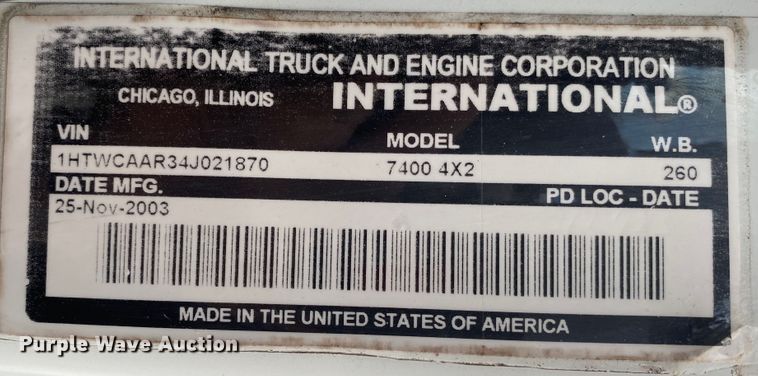 INTERNATIONAL TRUCK AND ENGINE CORPORATION
CHICAGO, ILLINOIS INTERNATIONAL®
VIN MODEL W.B.
1HTWCAAR34J021870 7400 4X2 260
DATE MFG. PD LOC - DATE
25-Nov-2003
MADE IN THE UNITED STATES OF AMERICA
Purple Wave Auction